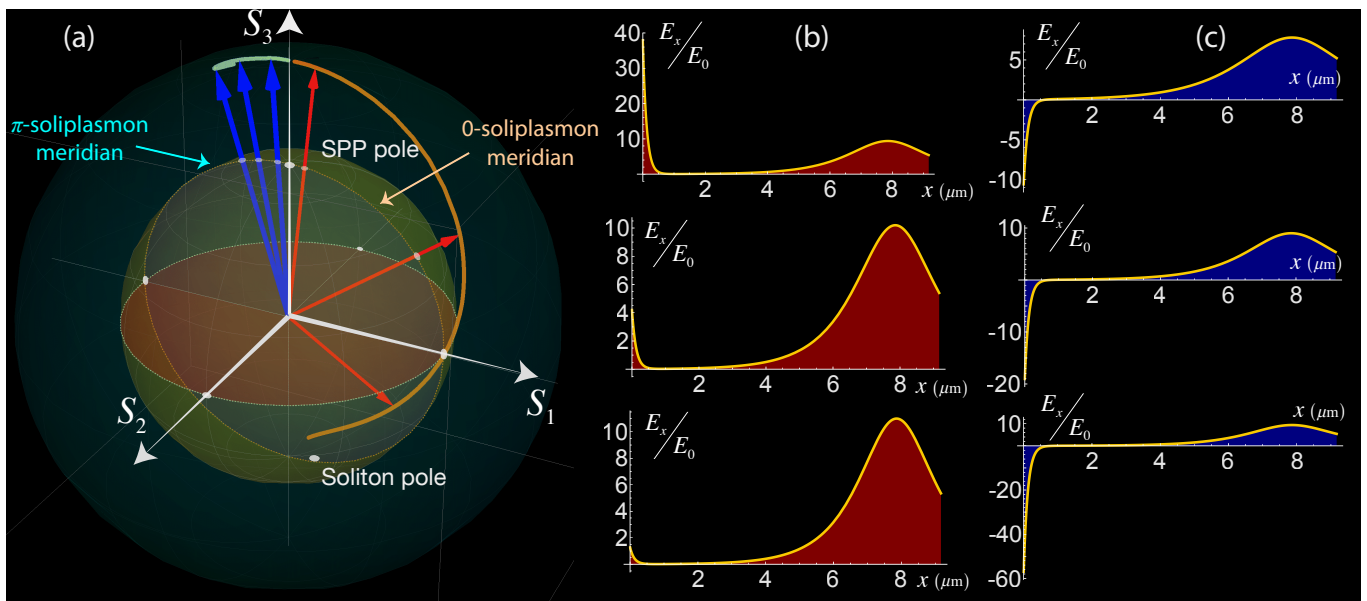 (a)
S3
π-soliplasmon
meridian
0-soliplasmon
meridian
SPP pole
S2
S1
Soliton pole
(b)
Ex/E0
40
30
20
10
2 4 6 8 x (μm)
Ex/E0
10
8
6
4
2
2 4 6 8 x (μm)
Ex/E0
10
8
6
4
2
2 4 6 8 x (μm)
(c)
Ex/E0
5
x (μm)
2 4 6 8
-5
-10
Ex/E0
10
x (μm)
2 4 6 8
-10
-20
Ex/E0
x (μm)
10
2 4 6 8
-20
-40
-60